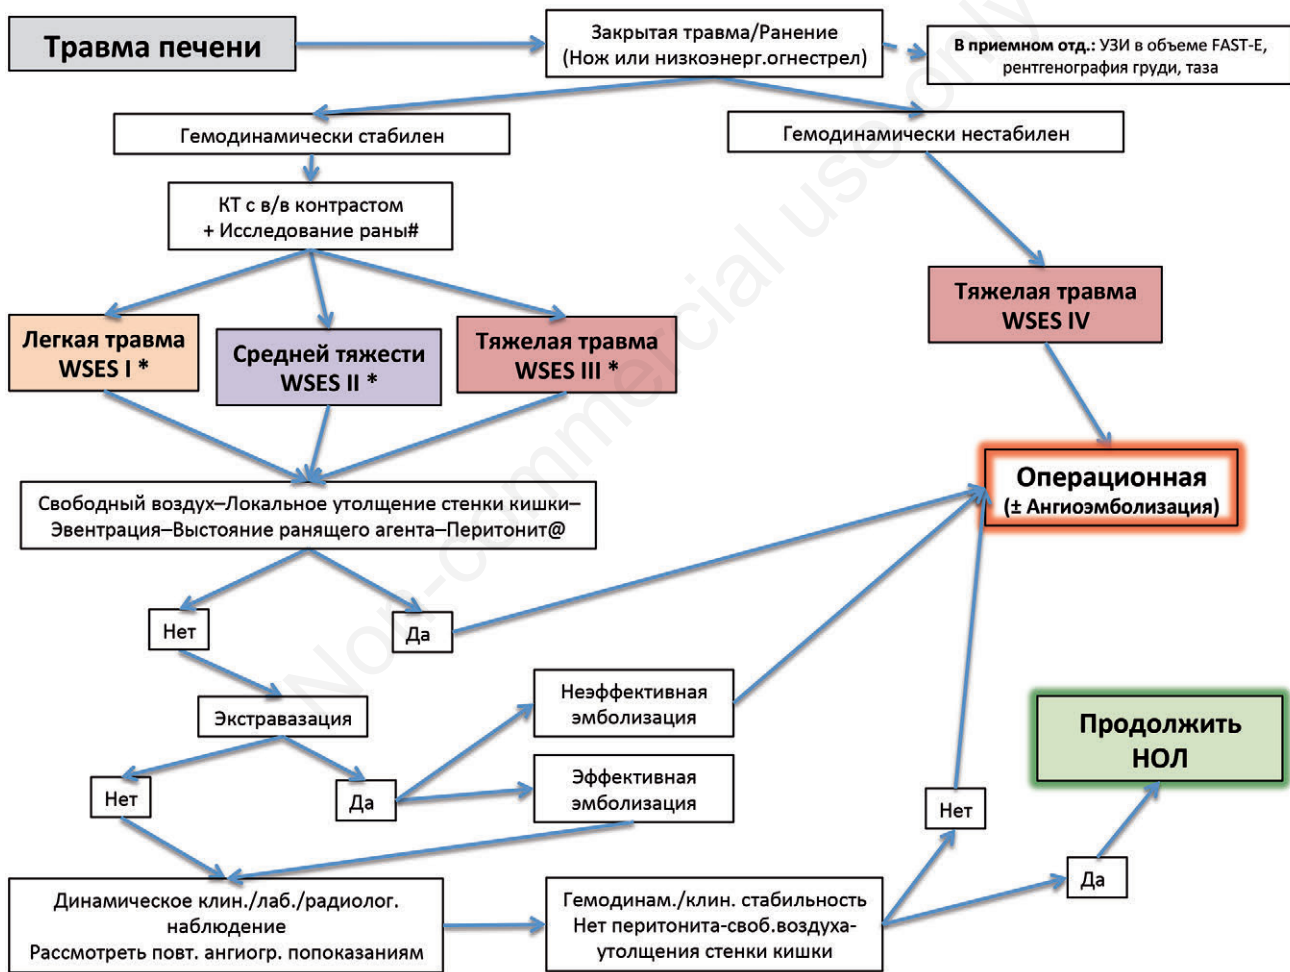 Травма печени
Закрытая травма/Ранение
(Нож или низкоэнерг.огнестрел)
В приемном отд.: УЗИ в объеме FAST-E,
рентгенография груди, таза
Гемодинамически стабилен
Гемодинамически нестабилен
КТ с в/в контрастом
+ Исследование раны#
Легкая травма
WSES I *
Средней тяжести
WSES II *
Тяжелая травма
WSES III *
Тяжелая травма
WSES IV
Свободный воздух–Локальное утолщение стенки кишки–
Эвентрация–Выстояние ранящего агента–Перитонит@
Операционная
(± Ангиоэмболизация)
Нет
Да
Экстравазация
Неэффективная
эмболизация
Эффективная
эмболизация
Продолжить
НОЛ
Нет
Да
Нет
Да
Динамическое клин./лаб./радиолог.
наблюдение
Рассмотреть повт. ангиогр. попоказаниям
Гемодинам./клин. стабильность
Нет перитонита-своб.воздуха-
утолщения стенки кишки
Non-commercial use only